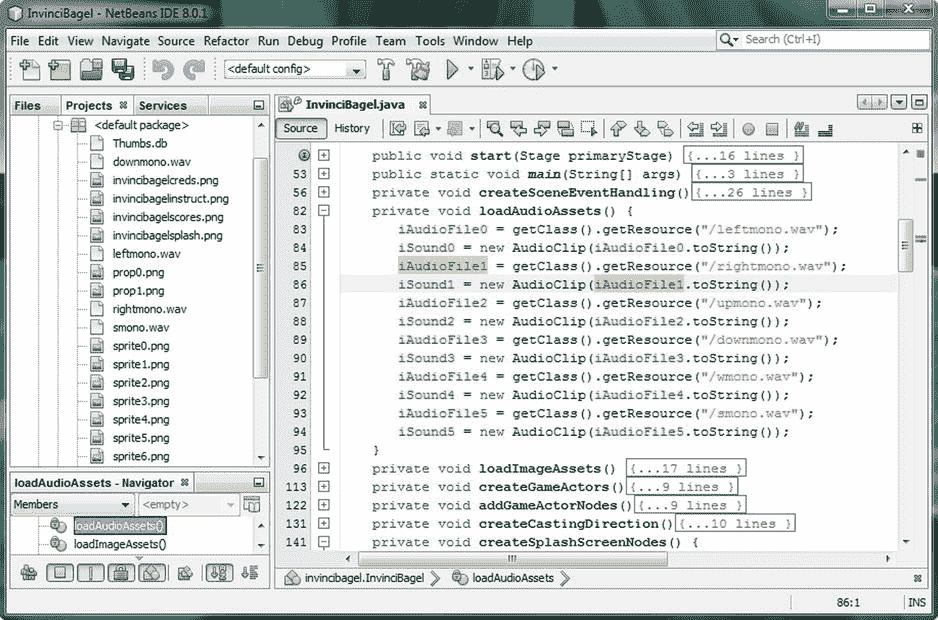 InvinciBagel - NetBeans IDE 8.0.1
File Edit View Navigate Source Refactor Run Debug Profile Team Tools Window Help
Search (Ctrl+I)
<default config>
Files Projects Services
<default package>
Thumbs.db
downmono.wav
invincibagelcreds.png
invincibagelinstruct.png
invincibagelscores.png
invincibagelsplash.png
leftmono.wav
prop0.png
prop1.png
rightmono.wav
smono.wav
sprite0.png
sprite1.png
sprite2.png
sprite3.png
sprite4.png
sprite5.png
sprite6.png
loadAudioAssets - Navigator
Members <empty>
loadAudioAssets()
loadImageAssets()
InvinciBagel.java
Source History
public void start(Stage primaryStage) {...16 lines }
53 public static void main(String[] args) {...3 lines }
56 private void createSceneEventHandling() {...26 lines }
82 private void loadAudioAssets() {
83 iAudioFile0 = getClass().getResource("/leftmono.wav");
84 iSound0 = new AudioClip(iAudioFile0.toString());
85 iAudioFile1 = getClass().getResource("/rightmono.wav");
86 iSound1 = new AudioClip(iAudioFile1.toString());
87 iAudioFile2 = getClass().getResource("/upmono.wav");
88 iSound2 = new AudioClip(iAudioFile2.toString());
89 iAudioFile3 = getClass().getResource("/downmono.wav");
90 iSound3 = new AudioClip(iAudioFile3.toString());
91 iAudioFile4 = getClass().getResource("/wmono.wav");
92 iSound4 = new AudioClip(iAudioFile4.toString());
93 iAudioFile5 = getClass().getResource("/smono.wav");
94 iSound5 = new AudioClip(iAudioFile5.toString());
95 }
96 private void loadImageAssets() {...17 lines }
113 private void createGameActors() {...9 lines }
122 private void addGameActorNodes() {...9 lines }
131 private void createCastingDirection() {...10 lines }
141 private void createSplashScreenNodes() {
invincibagel.InvinciBagel loadAudioAssets
86:1 INS